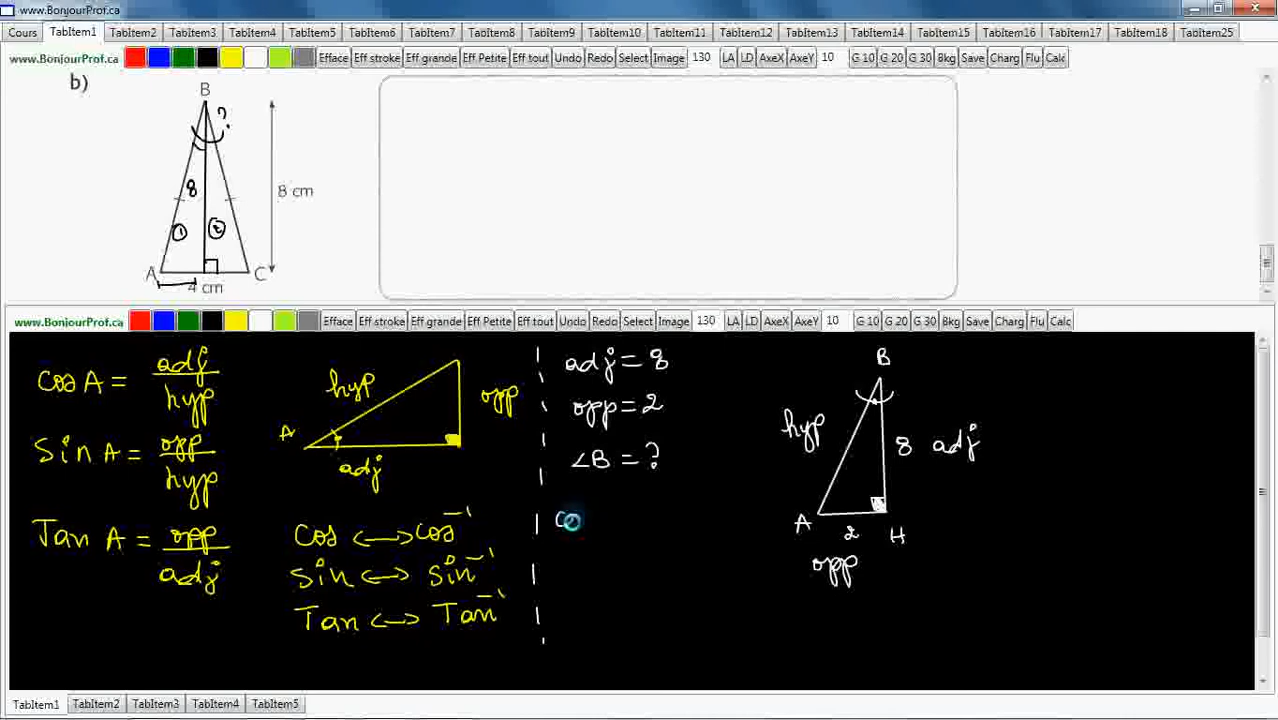 www.BonjourProf.ca
Cours TabItem1 TabItem2 TabItem3 TabItem4 TabItem5 TabItem6 TabItem7 TabItem8 TabItem9 TabItem10 TabItem11 TabItem12 TabItem13 TabItem14 TabItem15 TabItem16 TabItem17 TabItem18 TabItem25
www.BonjourProf.ca Efface Eff stroke Eff grande Eff Petite Eff tout Undo Redo Select Image 130 LA LD AxeX AxeY 10 G 10 G 20 G 30 Bkg Save Charg Flu Calc
b)
B
?
8
8 cm
① ②
A C
4 cm
www.BonjourProf.ca Efface Eff stroke Eff grande Eff Petite Eff tout Undo Redo Select Image 130 LA LD AxeX AxeY 10 G 10 G 20 G 30 Bkg Save Charg Flu Calc
cos A = adj / hyp
sin A = opp / hyp
Tan A = opp / adj
hyp
opp
A
adj
Cos <-> Cos⁻¹
Sin <-> Sin⁻¹
Tan <-> Tan⁻¹
adj = 8
opp = 2
∠B = ?
Co
B
hyp
8 adj
A 2 H
opp
TabItem1 TabItem2 TabItem3 TabItem4 TabItem5